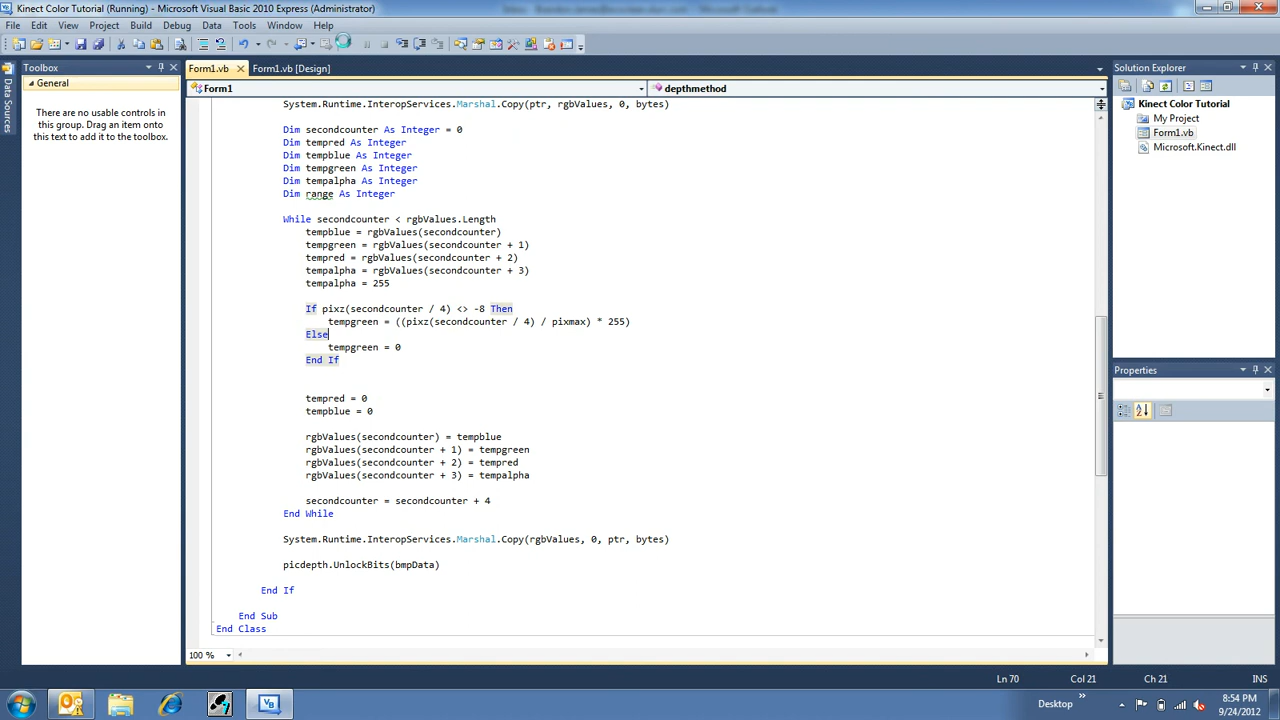 Kinect Color Tutorial (Running) - Microsoft Visual Basic 2010 Express (Administrator)
File Edit View Project Build Debug Data Tools Window Help
Toolbox
Form1.vb
Form1.vb [Design]
Solution Explorer
Data Sources
General
There are no usable controls in
this group. Drag an item onto
this text to add it to the toolbox.
Form1
depthmethod
System.Runtime.InteropServices.Marshal.Copy(ptr, rgbValues, 0, bytes)
Dim secondcounter As Integer = 0
Dim tempred As Integer
Dim tempblue As Integer
Dim tempgreen As Integer
Dim tempalpha As Integer
Dim range As Integer
While secondcounter < rgbValues.Length
tempblue = rgbValues(secondcounter)
tempgreen = rgbValues(secondcounter + 1)
tempred = rgbValues(secondcounter + 2)
tempalpha = rgbValues(secondcounter + 3)
tempalpha = 255
If pixz(secondcounter / 4) <> -8 Then
tempgreen = ((pixz(secondcounter / 4) / pixmax) * 255)
Else
tempgreen = 0
End If
tempred = 0
tempblue = 0
rgbValues(secondcounter) = tempblue
rgbValues(secondcounter + 1) = tempgreen
rgbValues(secondcounter + 2) = tempred
rgbValues(secondcounter + 3) = tempalpha
secondcounter = secondcounter + 4
End While
System.Runtime.InteropServices.Marshal.Copy(rgbValues, 0, ptr, bytes)
picdepth.UnlockBits(bmpData)
End If
End Sub
End Class
100 %
Kinect Color Tutorial
My Project
Form1.vb
Microsoft.Kinect.dll
Properties
Ln 70 Col 21 Ch 21 INS
Desktop
8:54 PM
9/24/2012